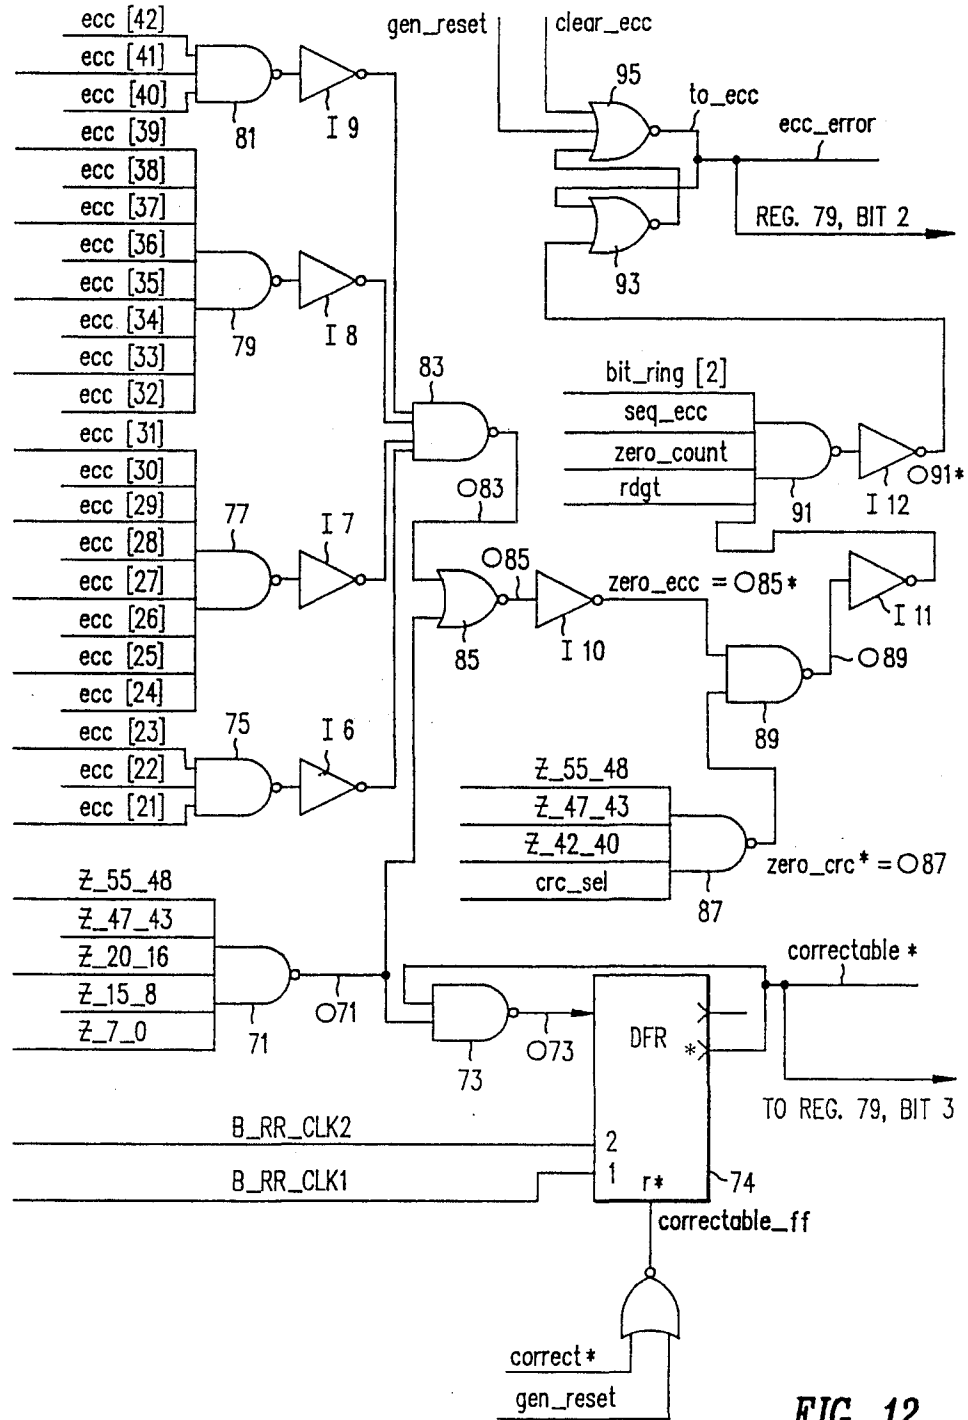 ecc [42]
ecc [41]
ecc [40]
81
I 9
ecc [39]
ecc [38]
ecc [37]
ecc [36]
ecc [35]
ecc [34]
ecc [33]
ecc [32]
79
I 8
ecc [31]
ecc [30]
ecc [29]
ecc [28]
ecc [27]
ecc [26]
ecc [25]
ecc [24]
77
I 7
ecc [23]
ecc [22]
ecc [21]
75
I 6
83
O83
gen_reset
clear_ecc
95
to_ecc
ecc_error
REG. 79, BIT 2
93
bit_ring [2]
seq_ecc
zero_count
rdgt
91
I 12
O91*
O85
85
I 10
zero_ecc = O85*
I 11
O89
89
Z_55_48
Z_47_43
Z_42_40
crc_sel
87
zero_crc* = O87
Z_55_48
Z_47_43
Z_20_16
Z_15_8
Z_7_0
71
O71
73
O73
DFR
*
correctable *
TO REG. 79, BIT 3
B_RR_CLK2
2
B_RR_CLK1
1
r*
74
correctable_ff
correct*
gen_reset
FIG. 12